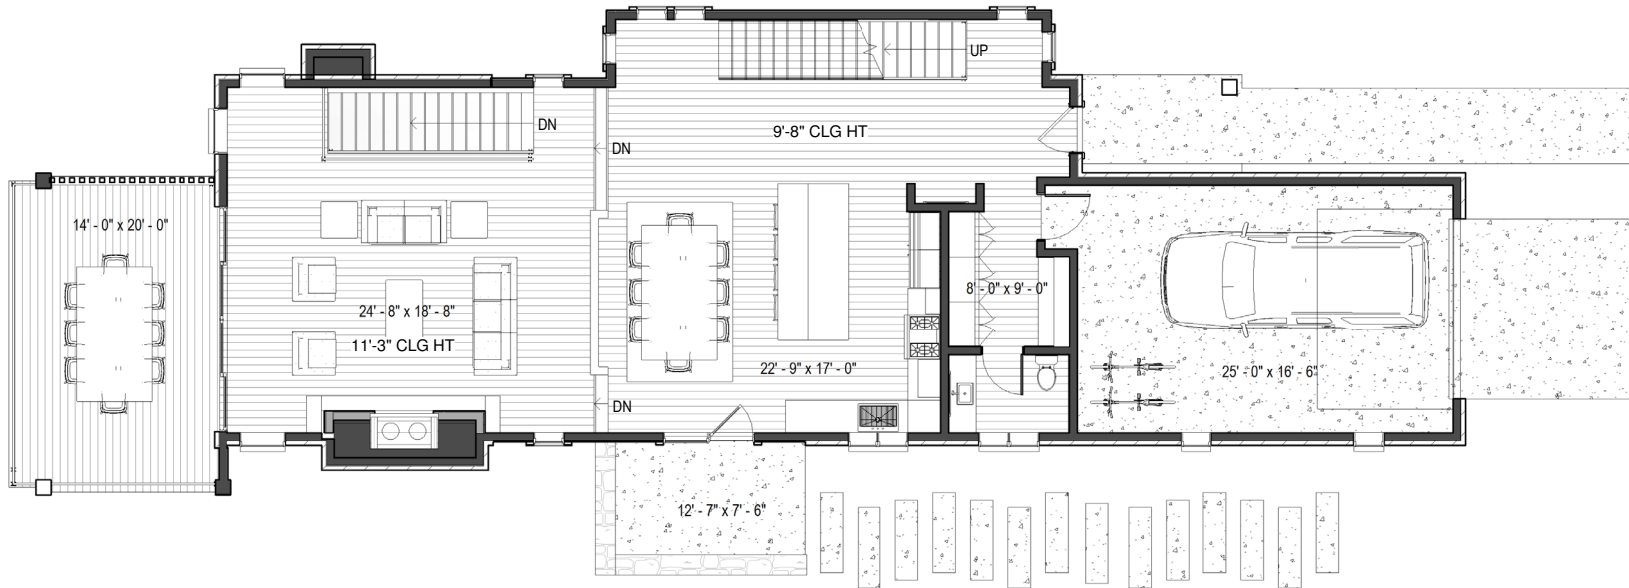 UP
DN
9'-8" CLG HT
DN
14' - 0" x 20' - 0"
8' - 0" x 9' - 0"
24' - 8" x 18' - 8"
11'-3" CLG HT
22' - 9" x 17' - 0"
25' - 0" x 16' - 6"
DN
12' - 7" x 7' - 6"